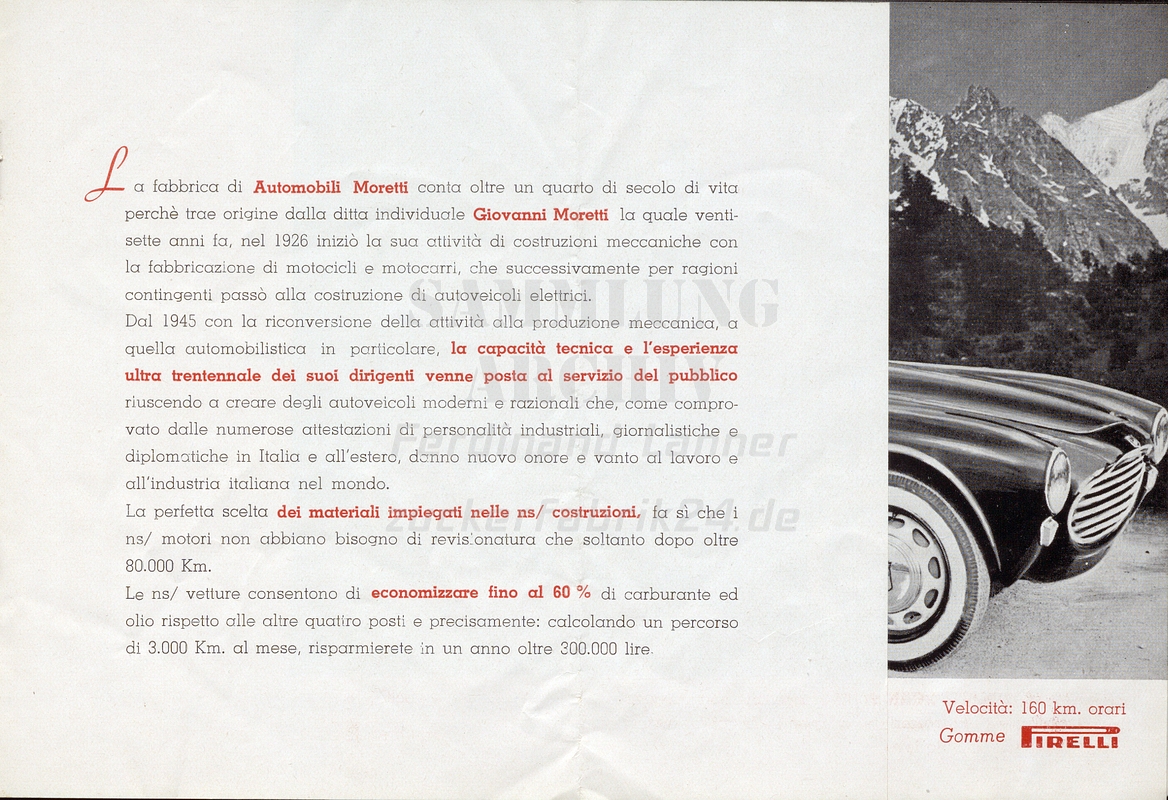 La fabbrica di Automobili Moretti conta oltre un quarto di secolo di vita
perchè trae origine dalla ditta individuale Giovanni Moretti la quale venti-
sette anni fa, nel 1926 iniziò la sua attività di costruzioni meccaniche con
la fabbricazione di motocicli e motocarri, che successivamente per ragioni
contingenti passò alla costruzione di autoveicoli elettrici.
Dal 1945 con la riconversione della attività alla produzione meccanica, a
quella automobilistica in particolare, la capacità tecnica e l'esperienza
ultra trentennale dei suoi dirigenti venne posta al servizio del pubblico
riuscendo a creare degli autoveicoli moderni e razionali che, come compro-
vato dalle numerose attestazioni di personalità industriali, giornalistiche e
diplomatiche in Italia e all'estero, danno nuovo onore e vanto al lavoro e
all'industria italiana nel mondo.
La perfetta scelta dei materiali impiegati nelle ns/ costruzioni, fa sì che i
ns/ motori non abbiano bisogno di revisionatura che soltanto dopo oltre
80.000 Km.
Le ns/ vetture consentono di economizzare fino al 60 % di carburante ed
olio rispetto alle altre quattro posti e precisamente: calcolando un percorso
di 3.000 Km. al mese, risparmierete in un anno oltre 300.000 lire.
SAMMLUNG
ARCHIV
Ferdinand Lanner
zuckerfabrik24.de
Velocità: 160 km. orari
Gomme PIRELLI